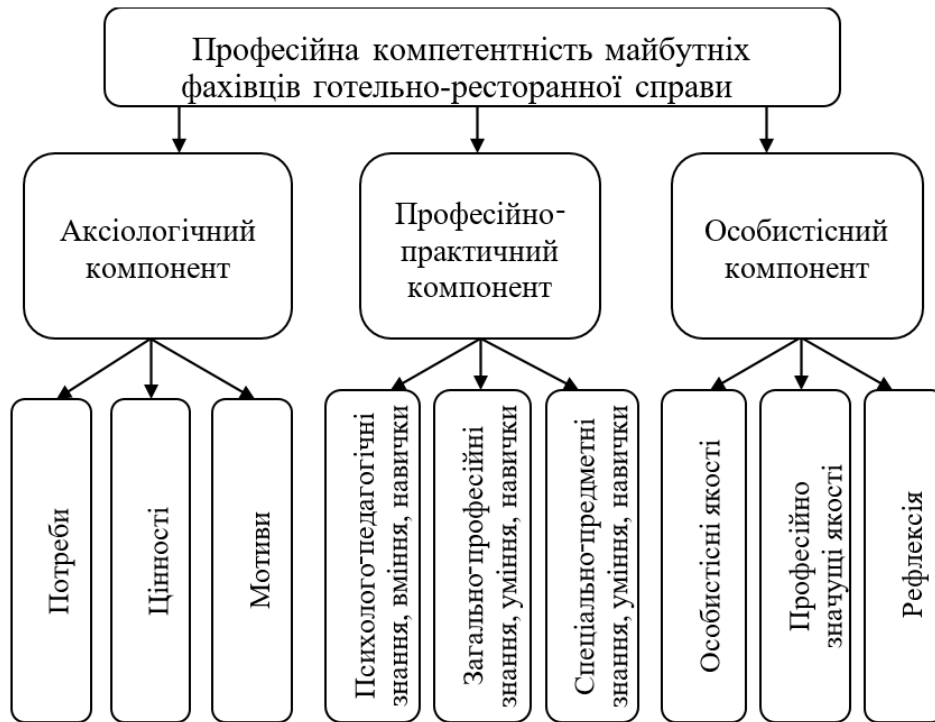 Професійна компетентність майбутніх
фахівців готельно-ресторанної справи
Аксіологічний
компонент
Професійно-
практичний
компонент
Особистісний
компонент
Потреби
Цінності
Мотиви
Психолого-педагогічні
знання, вміння, навички
Загально-професійні
знання, уміння, навички
Спеціально-предметні
знання, уміння, навички
Особистісні якості
Професійно
значущі якості
Рефлексія